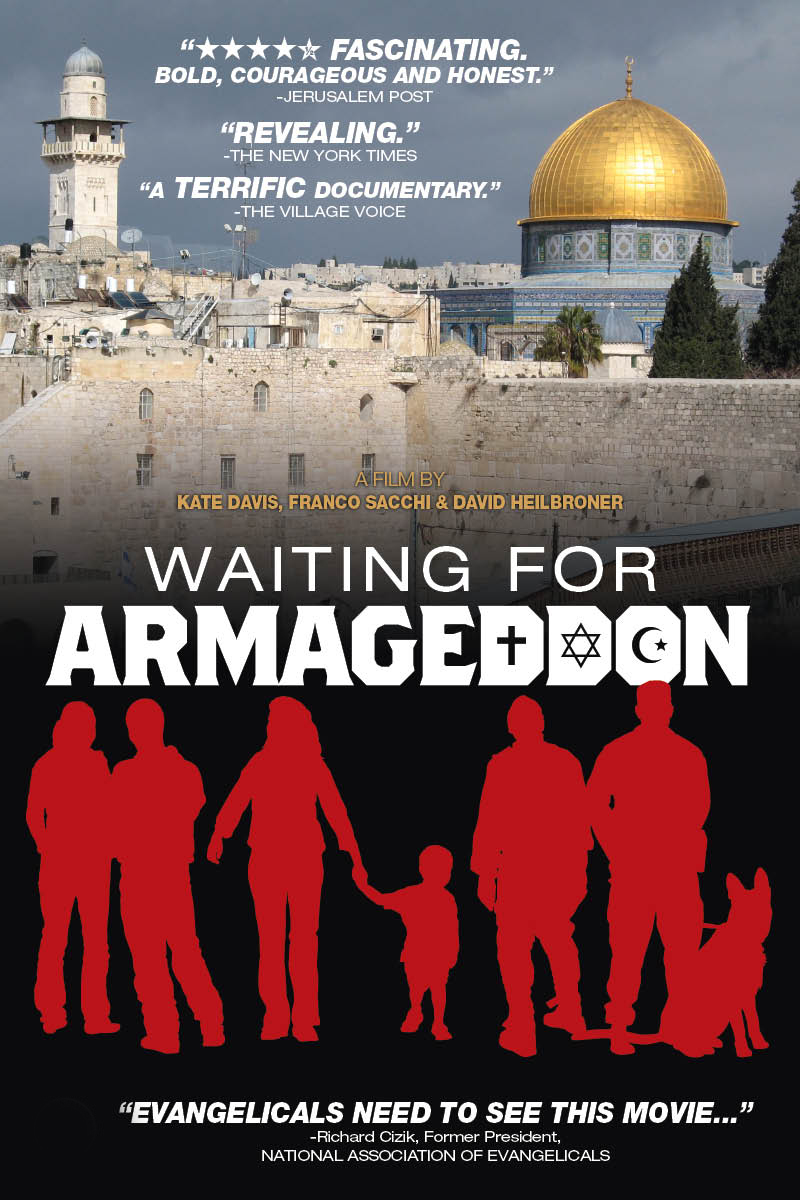 “★★★★½ FASCINATING.
BOLD, COURAGEOUS AND HONEST.”
-JERUSALEM POST
“REVEALING.”
-THE NEW YORK TIMES
“A TERRIFIC DOCUMENTARY.”
-THE VILLAGE VOICE
A FILM BY
KATE DAVIS, FRANCO SACCHI & DAVID HEILBRONER
WAITING FOR
ARMAGEDDON
“EVANGELICALS NEED TO SEE THIS MOVIE...”
-Richard Cizik, Former President,
NATIONAL ASSOCIATION OF EVANGELICALS